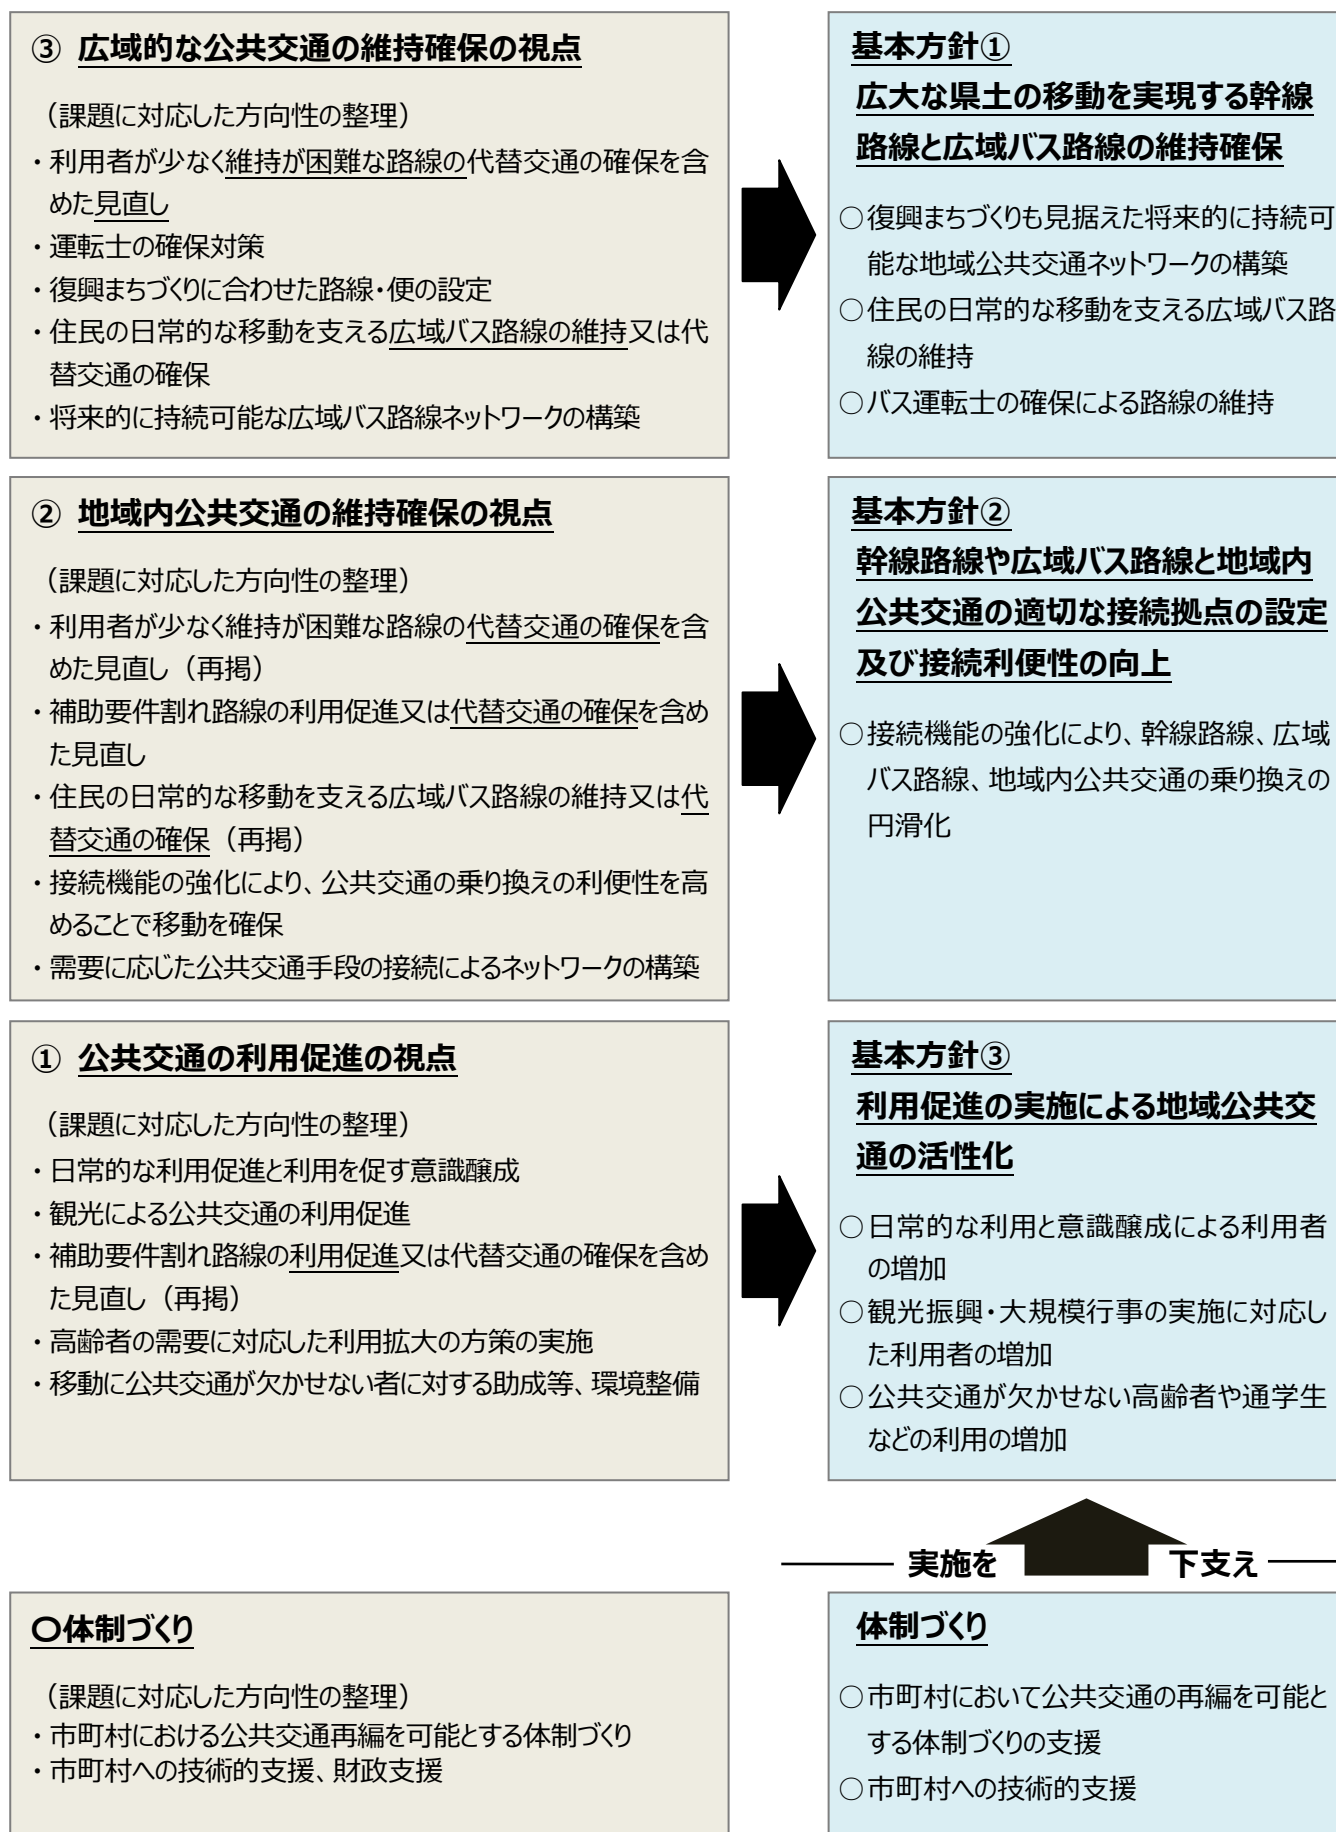 ③ 広域的な公共交通の維持確保の視点
（課題に対応した方向性の整理）
・利用者が少なく維持が困難な路線の代替交通の確保を含
めた見直し
・運転士の確保対策
・復興まちづくりに合わせた路線・便の設定
・住民の日常的な移動を支える広域バス路線の維持又は代
替交通の確保
・将来的に持続可能な広域バス路線ネットワークの構築
基本方針①
広大な県土の移動を実現する幹線
路線と広域バス路線の維持確保
○復興まちづくりも見据えた将来的に持続可
能な地域公共交通ネットワークの構築
○住民の日常的な移動を支える広域バス路
線の維持
○バス運転士の確保による路線の維持
② 地域内公共交通の維持確保の視点
（課題に対応した方向性の整理）
・利用者が少なく維持が困難な路線の代替交通の確保を含
めた見直し（再掲）
・補助要件割れ路線の利用促進又は代替交通の確保を含め
た見直し
・住民の日常的な移動を支える広域バス路線の維持又は代
替交通の確保（再掲）
・接続機能の強化により、公共交通の乗り換えの利便性を高
めることで移動を確保
・需要に応じた公共交通手段の接続によるネットワークの構築
基本方針②
幹線路線や広域バス路線と地域内
公共交通の適切な接続拠点の設定
及び接続利便性の向上
○接続機能の強化により、幹線路線、広域
バス路線、地域内公共交通の乗り換えの
円滑化
① 公共交通の利用促進の視点
（課題に対応した方向性の整理）
・日常的な利用促進と利用を促す意識醸成
・観光による公共交通の利用促進
・補助要件割れ路線の利用促進又は代替交通の確保を含め
た見直し（再掲）
・高齢者の需要に対応した利用拡大の方策の実施
・移動に公共交通が欠かせない者に対する助成等、環境整備
基本方針③
利用促進の実施による地域公共交
通の活性化
○日常的な利用と意識醸成による利用者
の増加
○観光振興・大規模行事の実施に対応し
た利用者の増加
○公共交通が欠かせない高齢者や通学生
などの利用の増加
実施を 下支え
〇体制づくり
（課題に対応した方向性の整理）
・市町村における公共交通再編を可能とする体制づくり
・市町村への技術的支援、財政支援
体制づくり
○市町村において公共交通の再編を可能と
する体制づくりの支援
○市町村への技術的支援